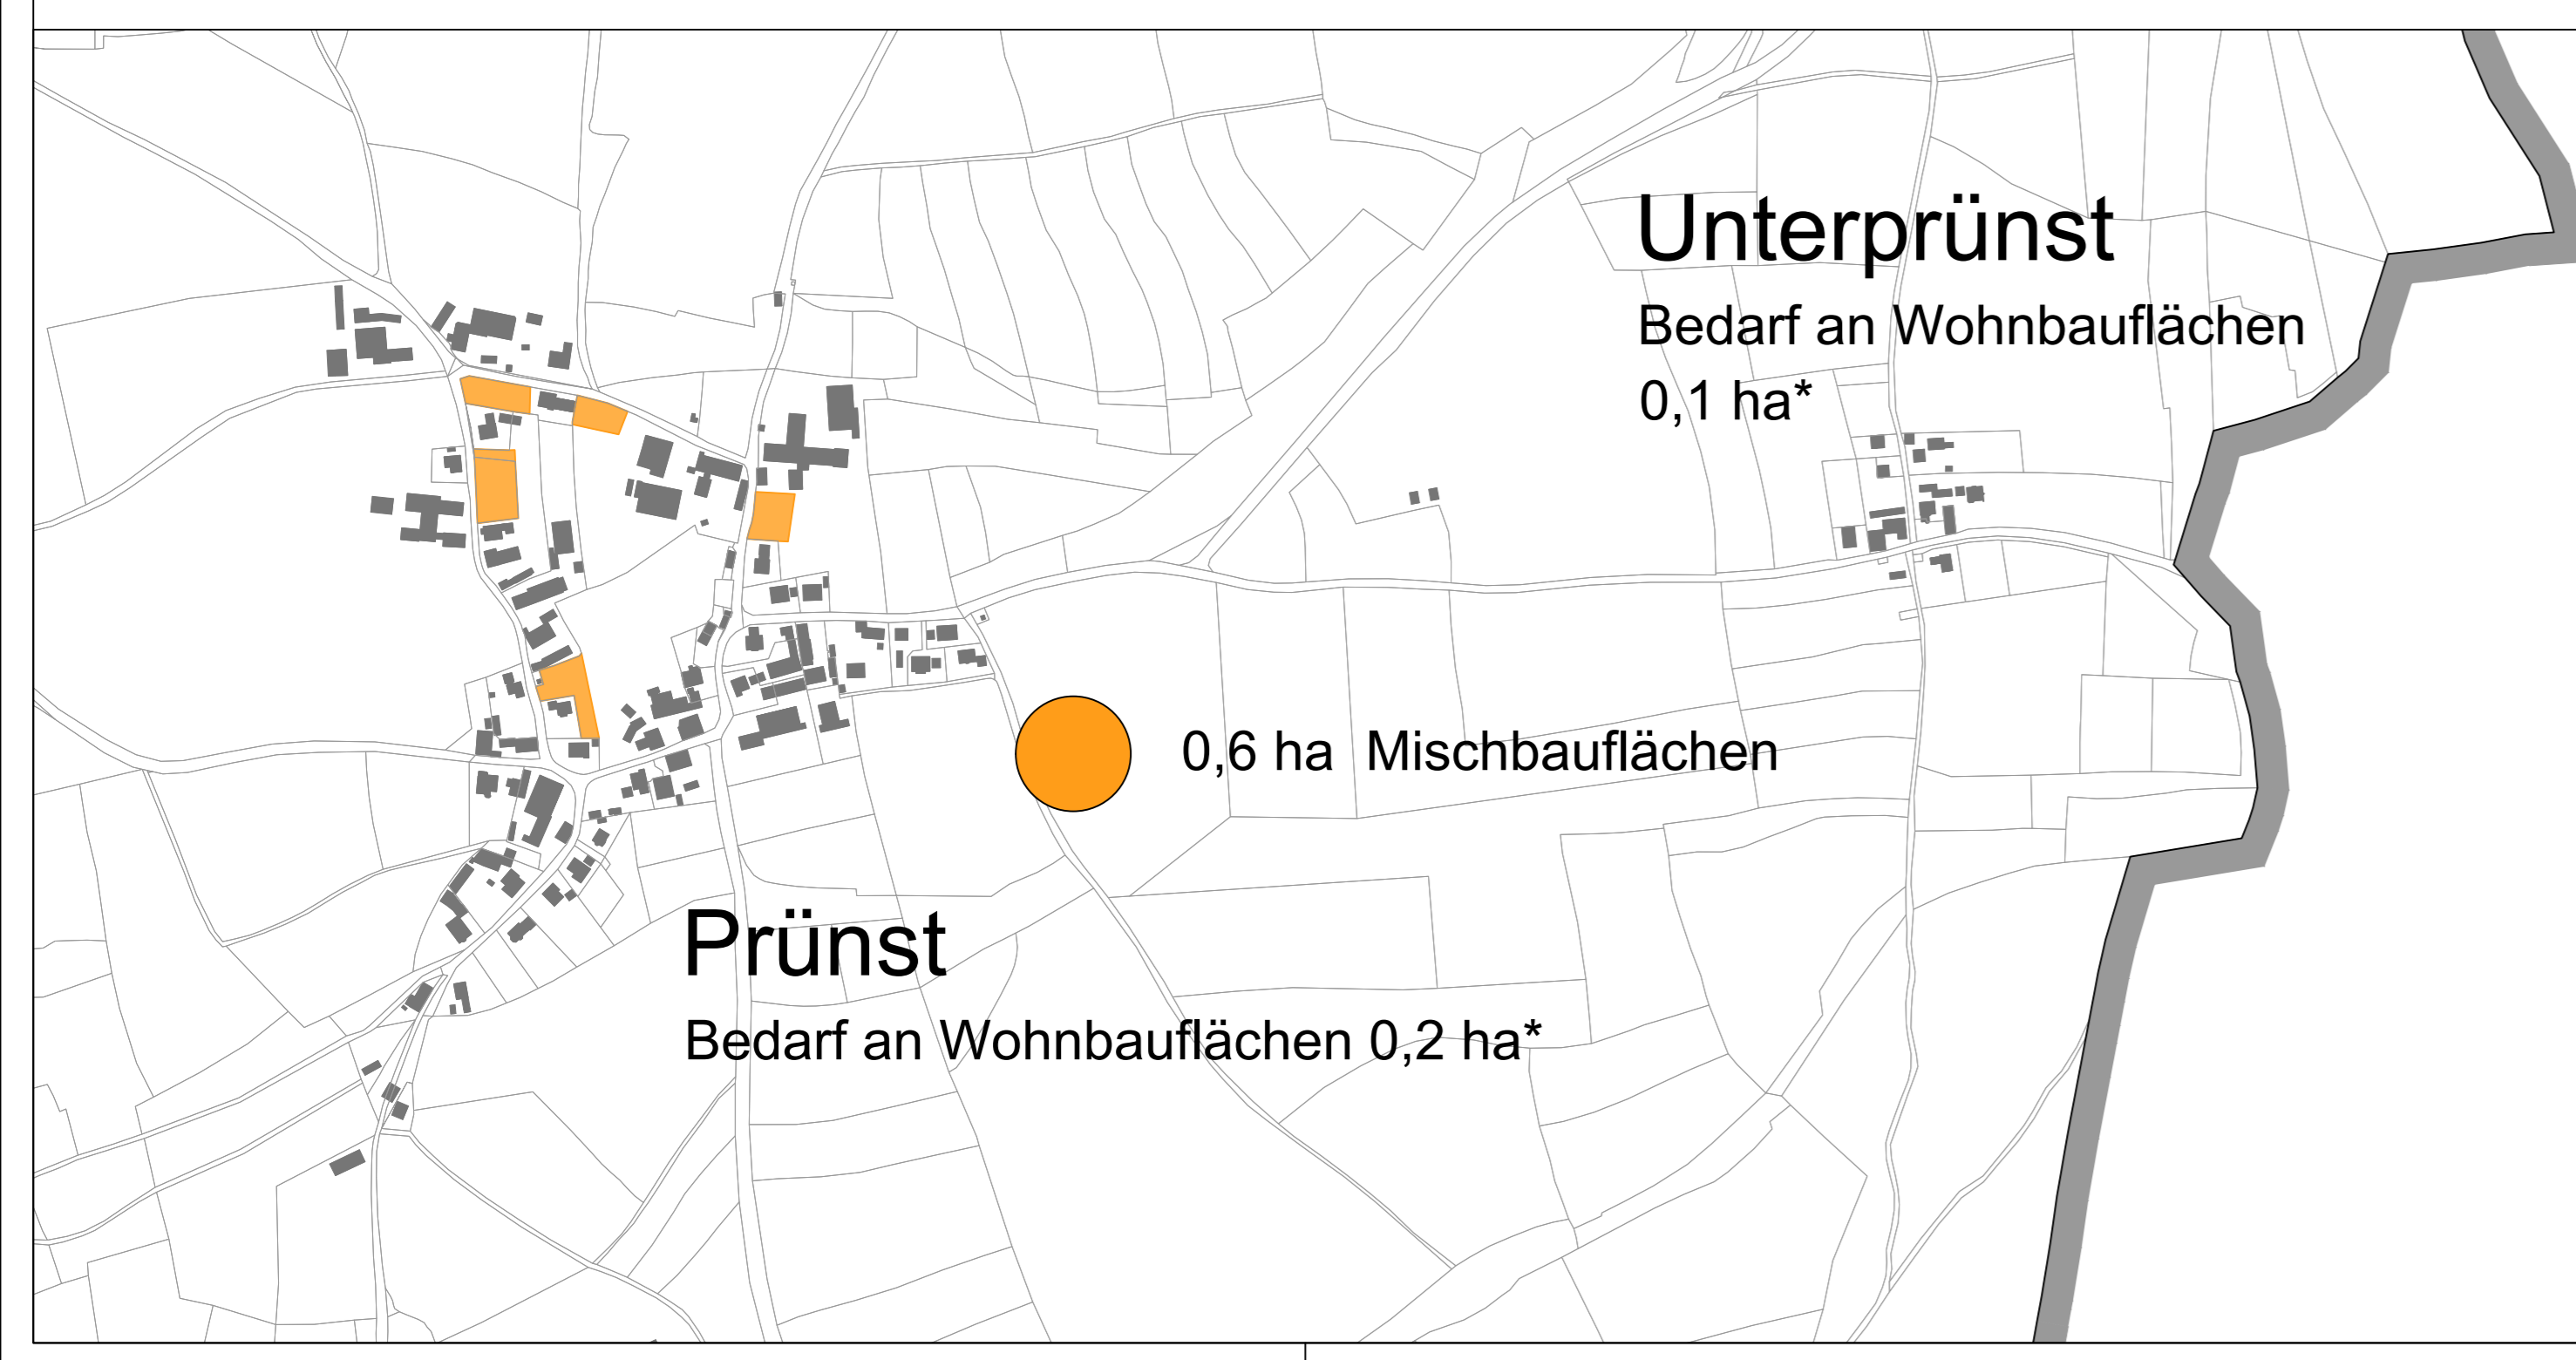 Unterprünst
Bedarf an Wohnbauflächen
0,1 ha*
0,6 ha Mischbauflächen
Prünst
Bedarf an Wohnbauflächen 0,2 ha*